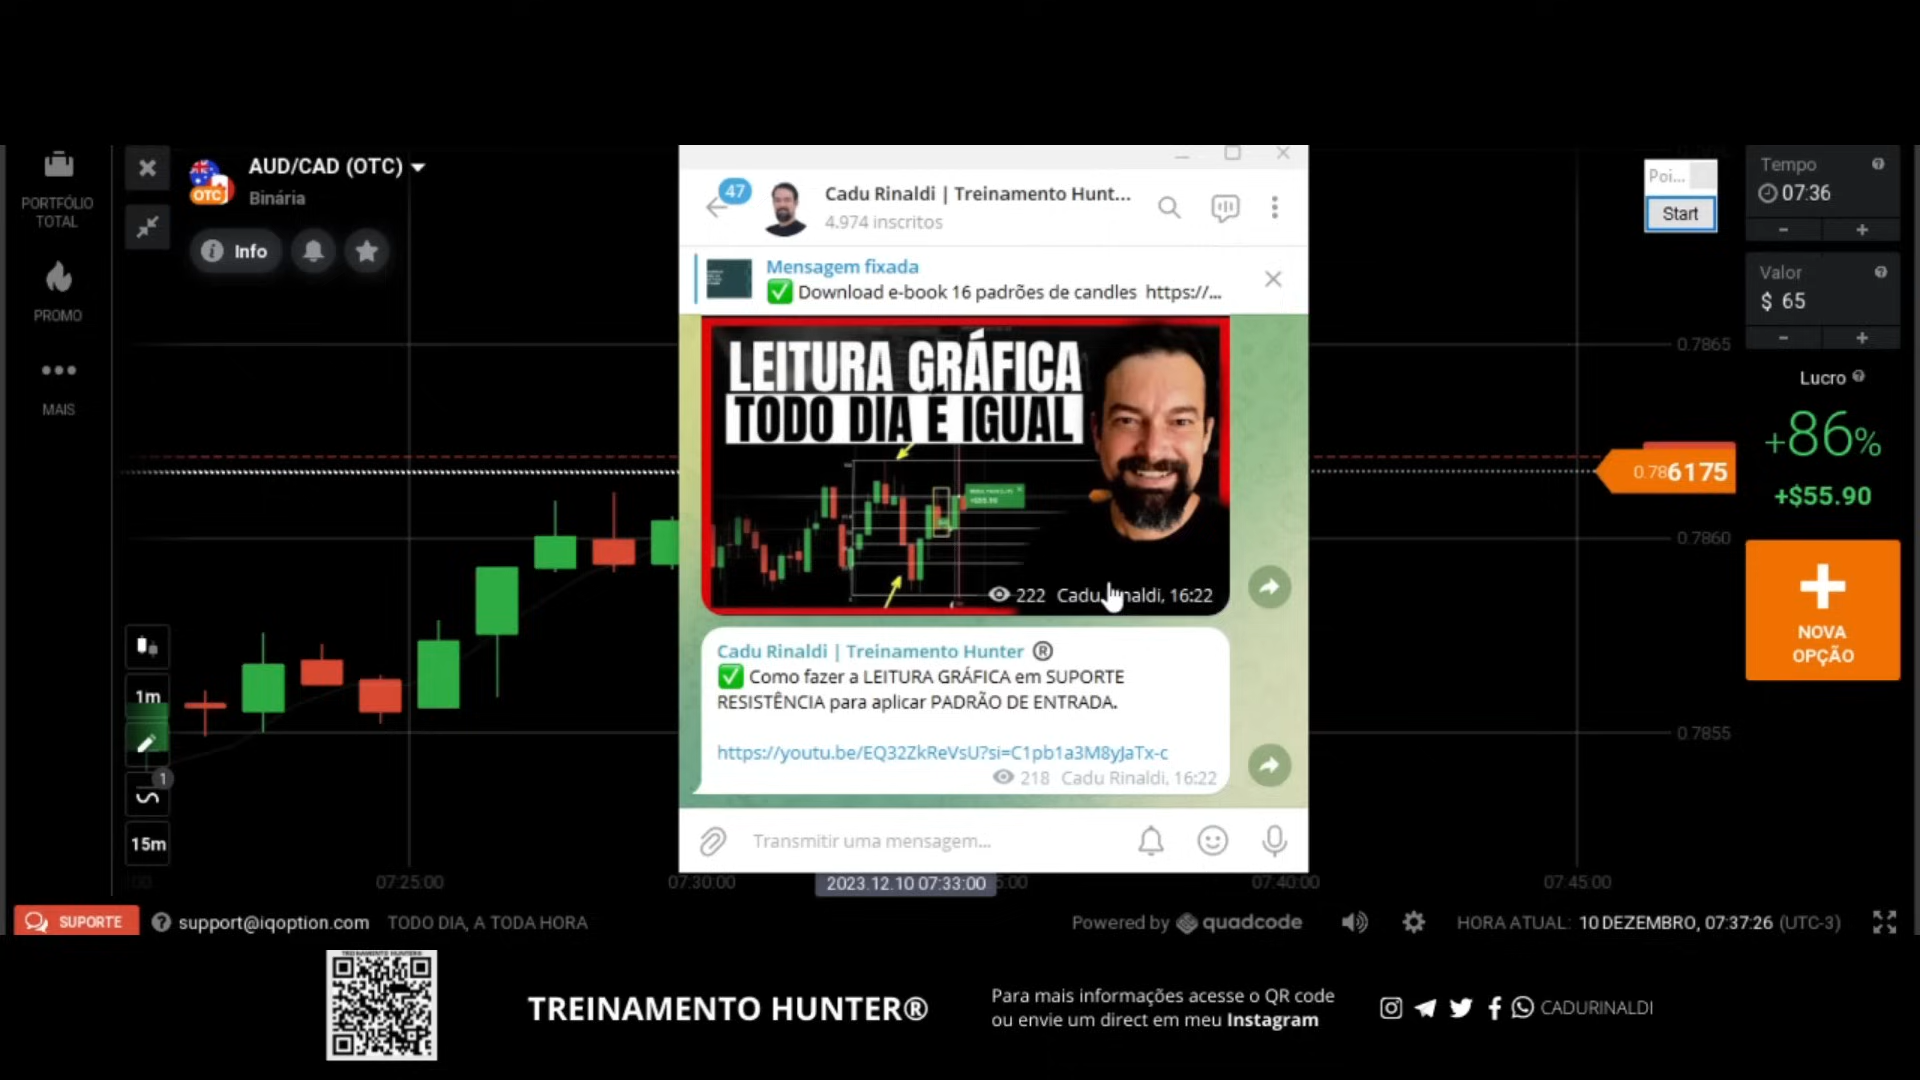 PORTFÓLIO
TOTAL
PROMO
MAIS
AUD/CAD (OTC)
OTC
Binária
Info
1m
1
15m
47
Cadu Rinaldi | Treinamento Hunt...
4.974 inscritos
Mensagem fixada
✅ Download e-book 16 padrões de candles https://...
LEITURA GRÁFICA
TODO DIA É IGUAL
222 Cadu Rinaldi, 16:22
Cadu Rinaldi | Treinamento Hunter ®
✅ Como fazer a LEITURA GRÁFICA em SUPORTE
RESISTÊNCIA para aplicar PADRÃO DE ENTRADA.
https://youtu.be/EQ32ZkReVsU?si=C1pb1a3M8yJaTx-c
218 Cadu Rinaldi, 16:22
Transmitir uma mensagem...
Poi...
Start
0.7865
0.786175
0.7860
0.7855
Tempo
07:36
- +
Valor
$ 65
- +
Lucro
+86%
+$55.90
NOVA
OPÇÃO
07:25:00
07:30:00
2023.12.10 07:33:00
07:40:00
07:45:00
SUPORTE
support@iqoption.com
TODO DIA, A TODA HORA
Powered by quadcode
HORA ATUAL: 10 DEZEMBRO, 07:37:26 (UTC-3)
TREINAMENTO HUNTER®
Para mais informações acesse o QR code
ou envie um direct em meu Instagram
CADURINALDI